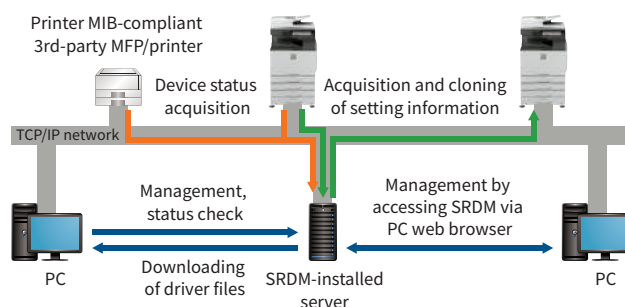 Printer MIB-compliant
3rd-party MFP/printer
Device status
acquisition
Acquisition and cloning
of setting information
TCP/IP network
Management,
status check
Downloading
of driver files
Management by
accessing SRDM via
PC web browser
PC
SRDM-installed
server
PC